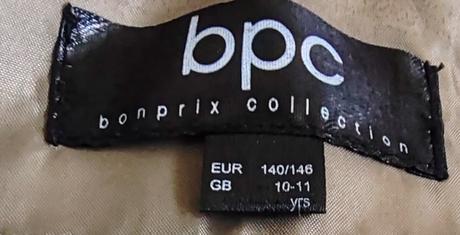 bpc
bonprix collection
EUR 140/146
GB 10-11
yrs